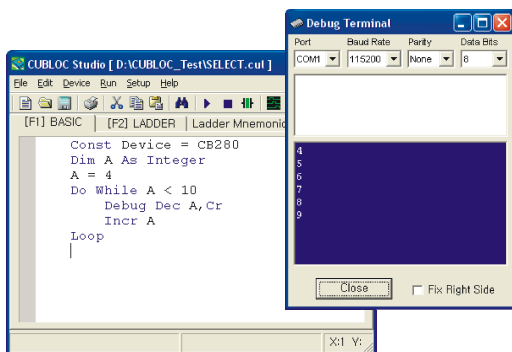 CUBLOC Studio [ D:\CUBLOC_Test\SELECT.cul ]
File Edit Device Run Setup Help
[F1] BASIC [F2] LADDER Ladder Mnemonic
Const Device = CB280
Dim A As Integer
A = 4
Do While A < 10
Debug Dec A,Cr
Incr A
Loop
X:1 Y:
Debug Terminal
Port Baud Rate Parity Data Bits
COM1 115200 None 8
4
5
6
7
8
9
Close Fix Right Side